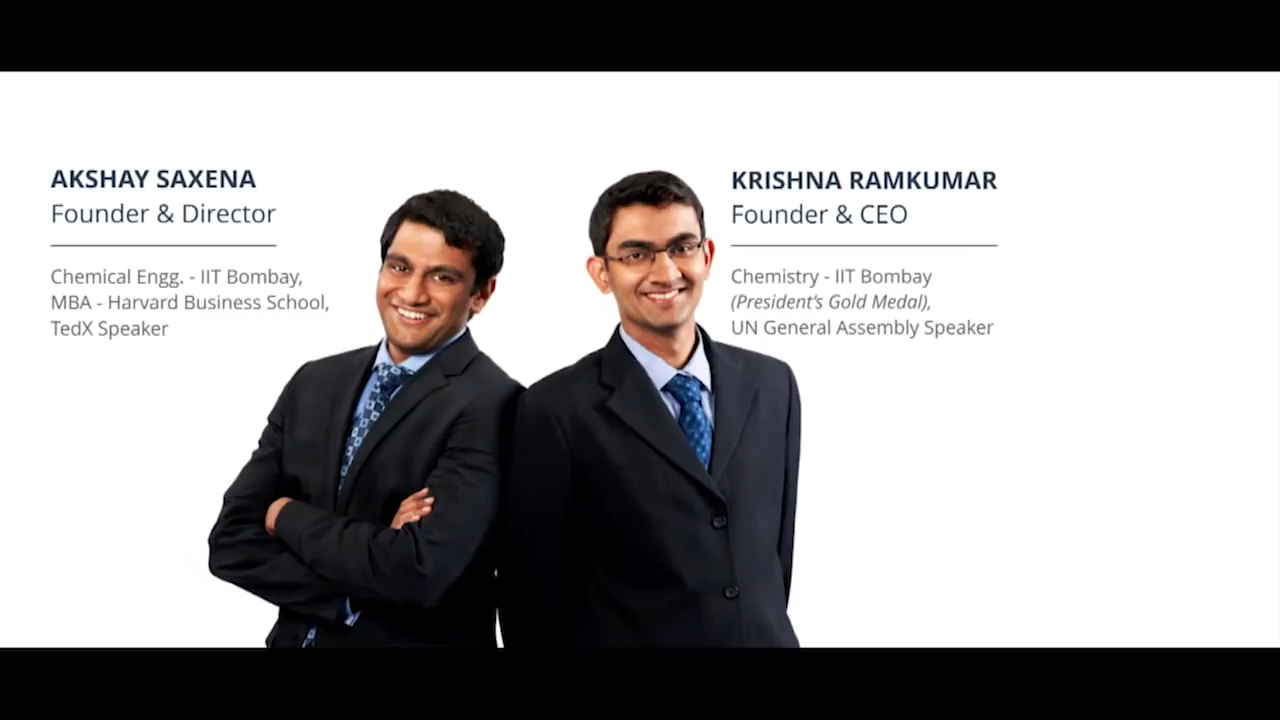 AKSHAY SAXENA
Founder & Director
Chemical Engg. - IIT Bombay,
MBA - Harvard Business School,
TedX Speaker
KRISHNA RAMKUMAR
Founder & CEO
Chemistry - IIT Bombay
(President's Gold Medal),
UN General Assembly Speaker